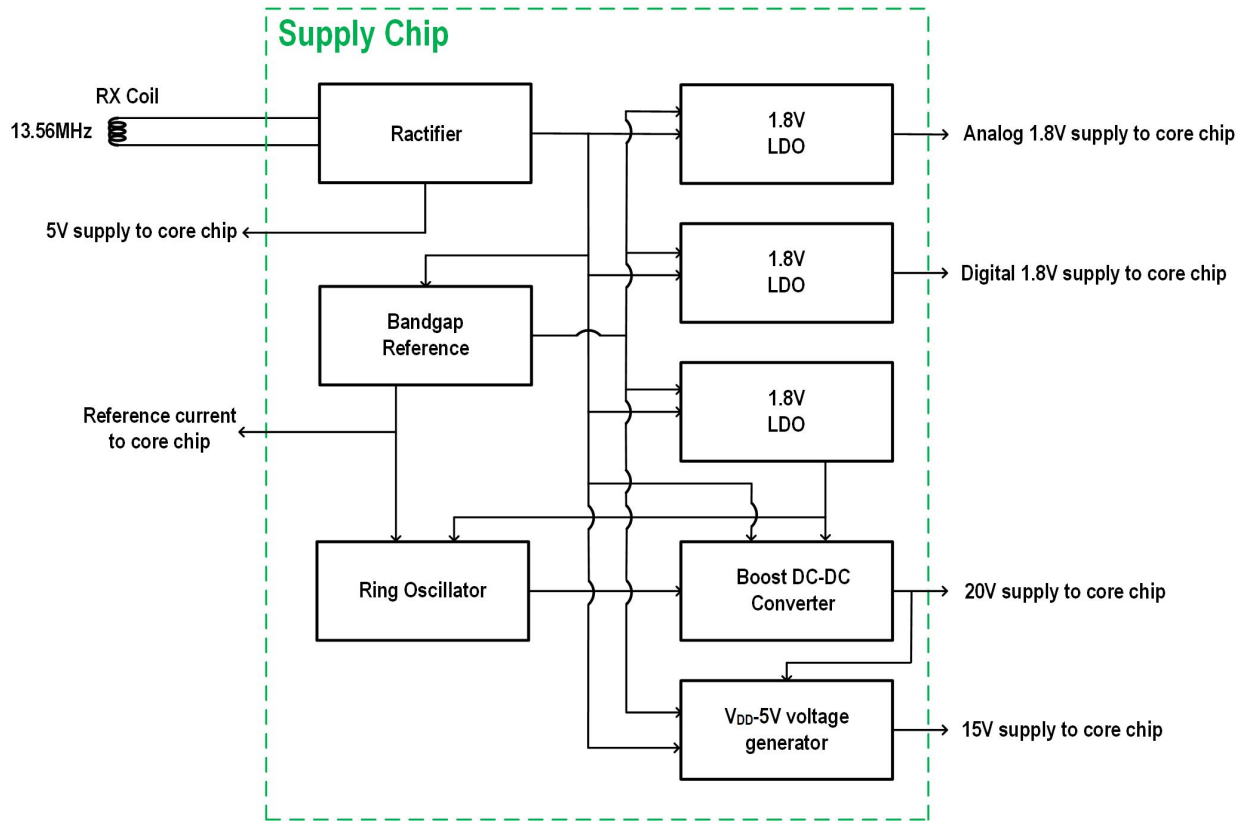 Supply Chip
RX Coil
13.56MHz
Ractifier
1.8V
LDO
Analog 1.8V supply to core chip
5V supply to core chip
1.8V
LDO
Digital 1.8V supply to core chip
Bandgap
Reference
1.8V
LDO
Reference current
to core chip
Ring Oscillator
Boost DC-DC
Converter
20V supply to core chip
VDD-5V voltage
generator
15V supply to core chip